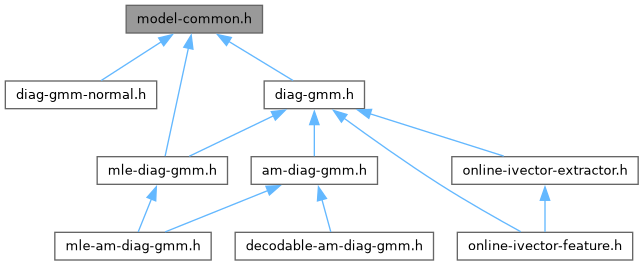 model-common.h
diag-gmm-normal.h
diag-gmm.h
mle-diag-gmm.h
am-diag-gmm.h
online-ivector-extractor.h
mle-am-diag-gmm.h
decodable-am-diag-gmm.h
online-ivector-feature.h